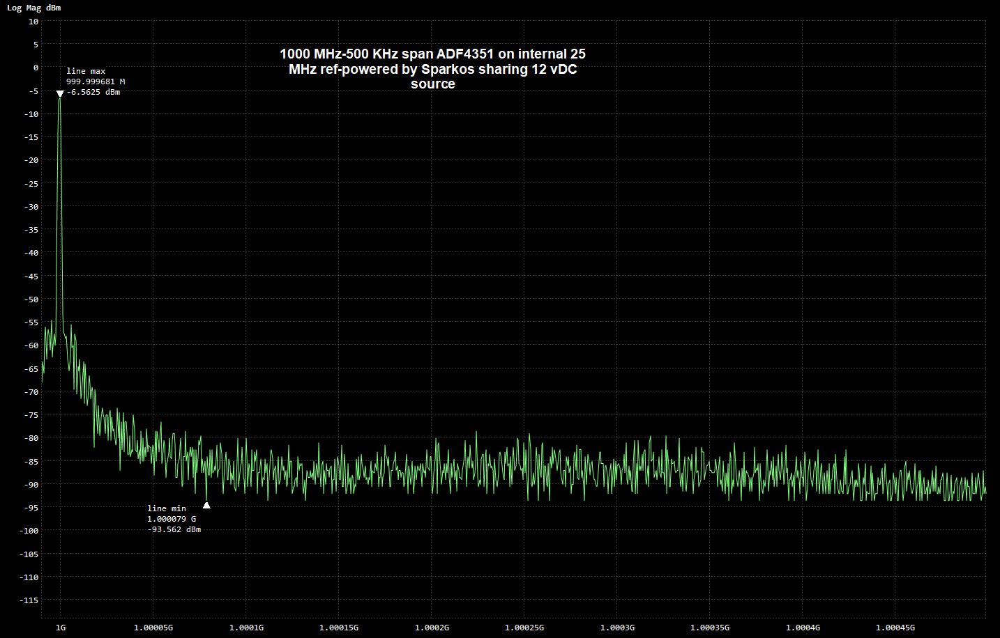 Log Mag dBm
10
5
0
-5
-10
-15
-20
-25
-30
-35
-40
-45
-50
-55
-60
-65
-70
-75
-80
-85
-90
-95
-100
-105
-110
-115
1000 MHz-500 KHz span ADF4351 on internal 25
MHz ref-powered by Sparkos sharing 12 vDC
source
line max
999.999681 M
-6.5625 dBm
line min
1.000079 G
-93.562 dBm
1G 1.00005G 1.0001G 1.00015G 1.0002G 1.00025G 1.0003G 1.00035G 1.0004G 1.00045G